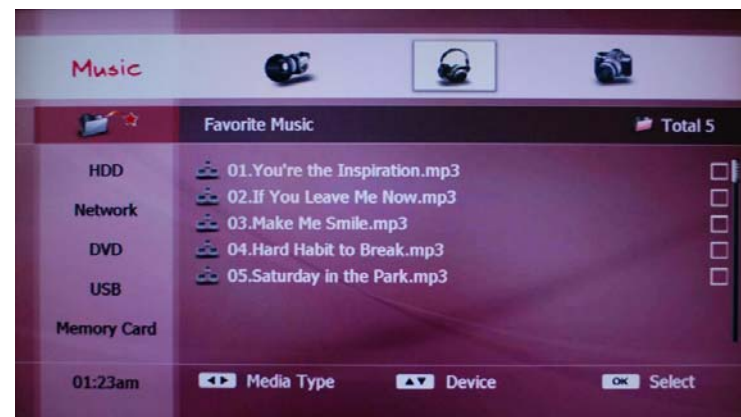 Music
Favorite Music Total 5
HDD
Network
DVD
USB
Memory Card
01.You're the Inspiration.mp3
02.If You Leave Me Now.mp3
03.Make Me Smile.mp3
04.Hard Habit to Break.mp3
05.Saturday in the Park.mp3
01:23am Media Type Device OK Select